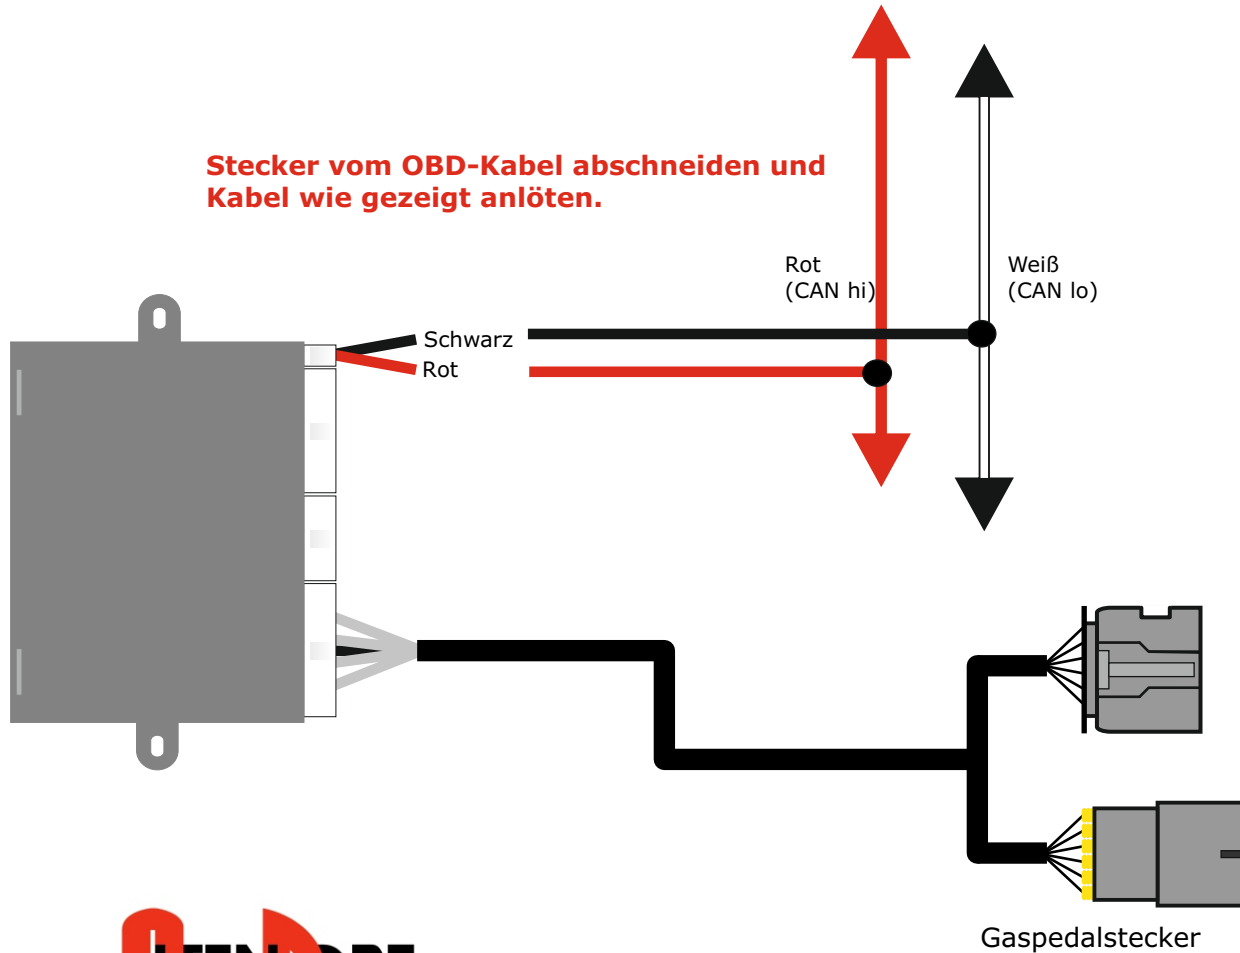 Stecker vom OBD-Kabel abschneiden und
Kabel wie gezeigt anlöten.
Rot
(CAN hi)
Weiß
(CAN lo)
Schwarz
Rot
Gaspedalstecker